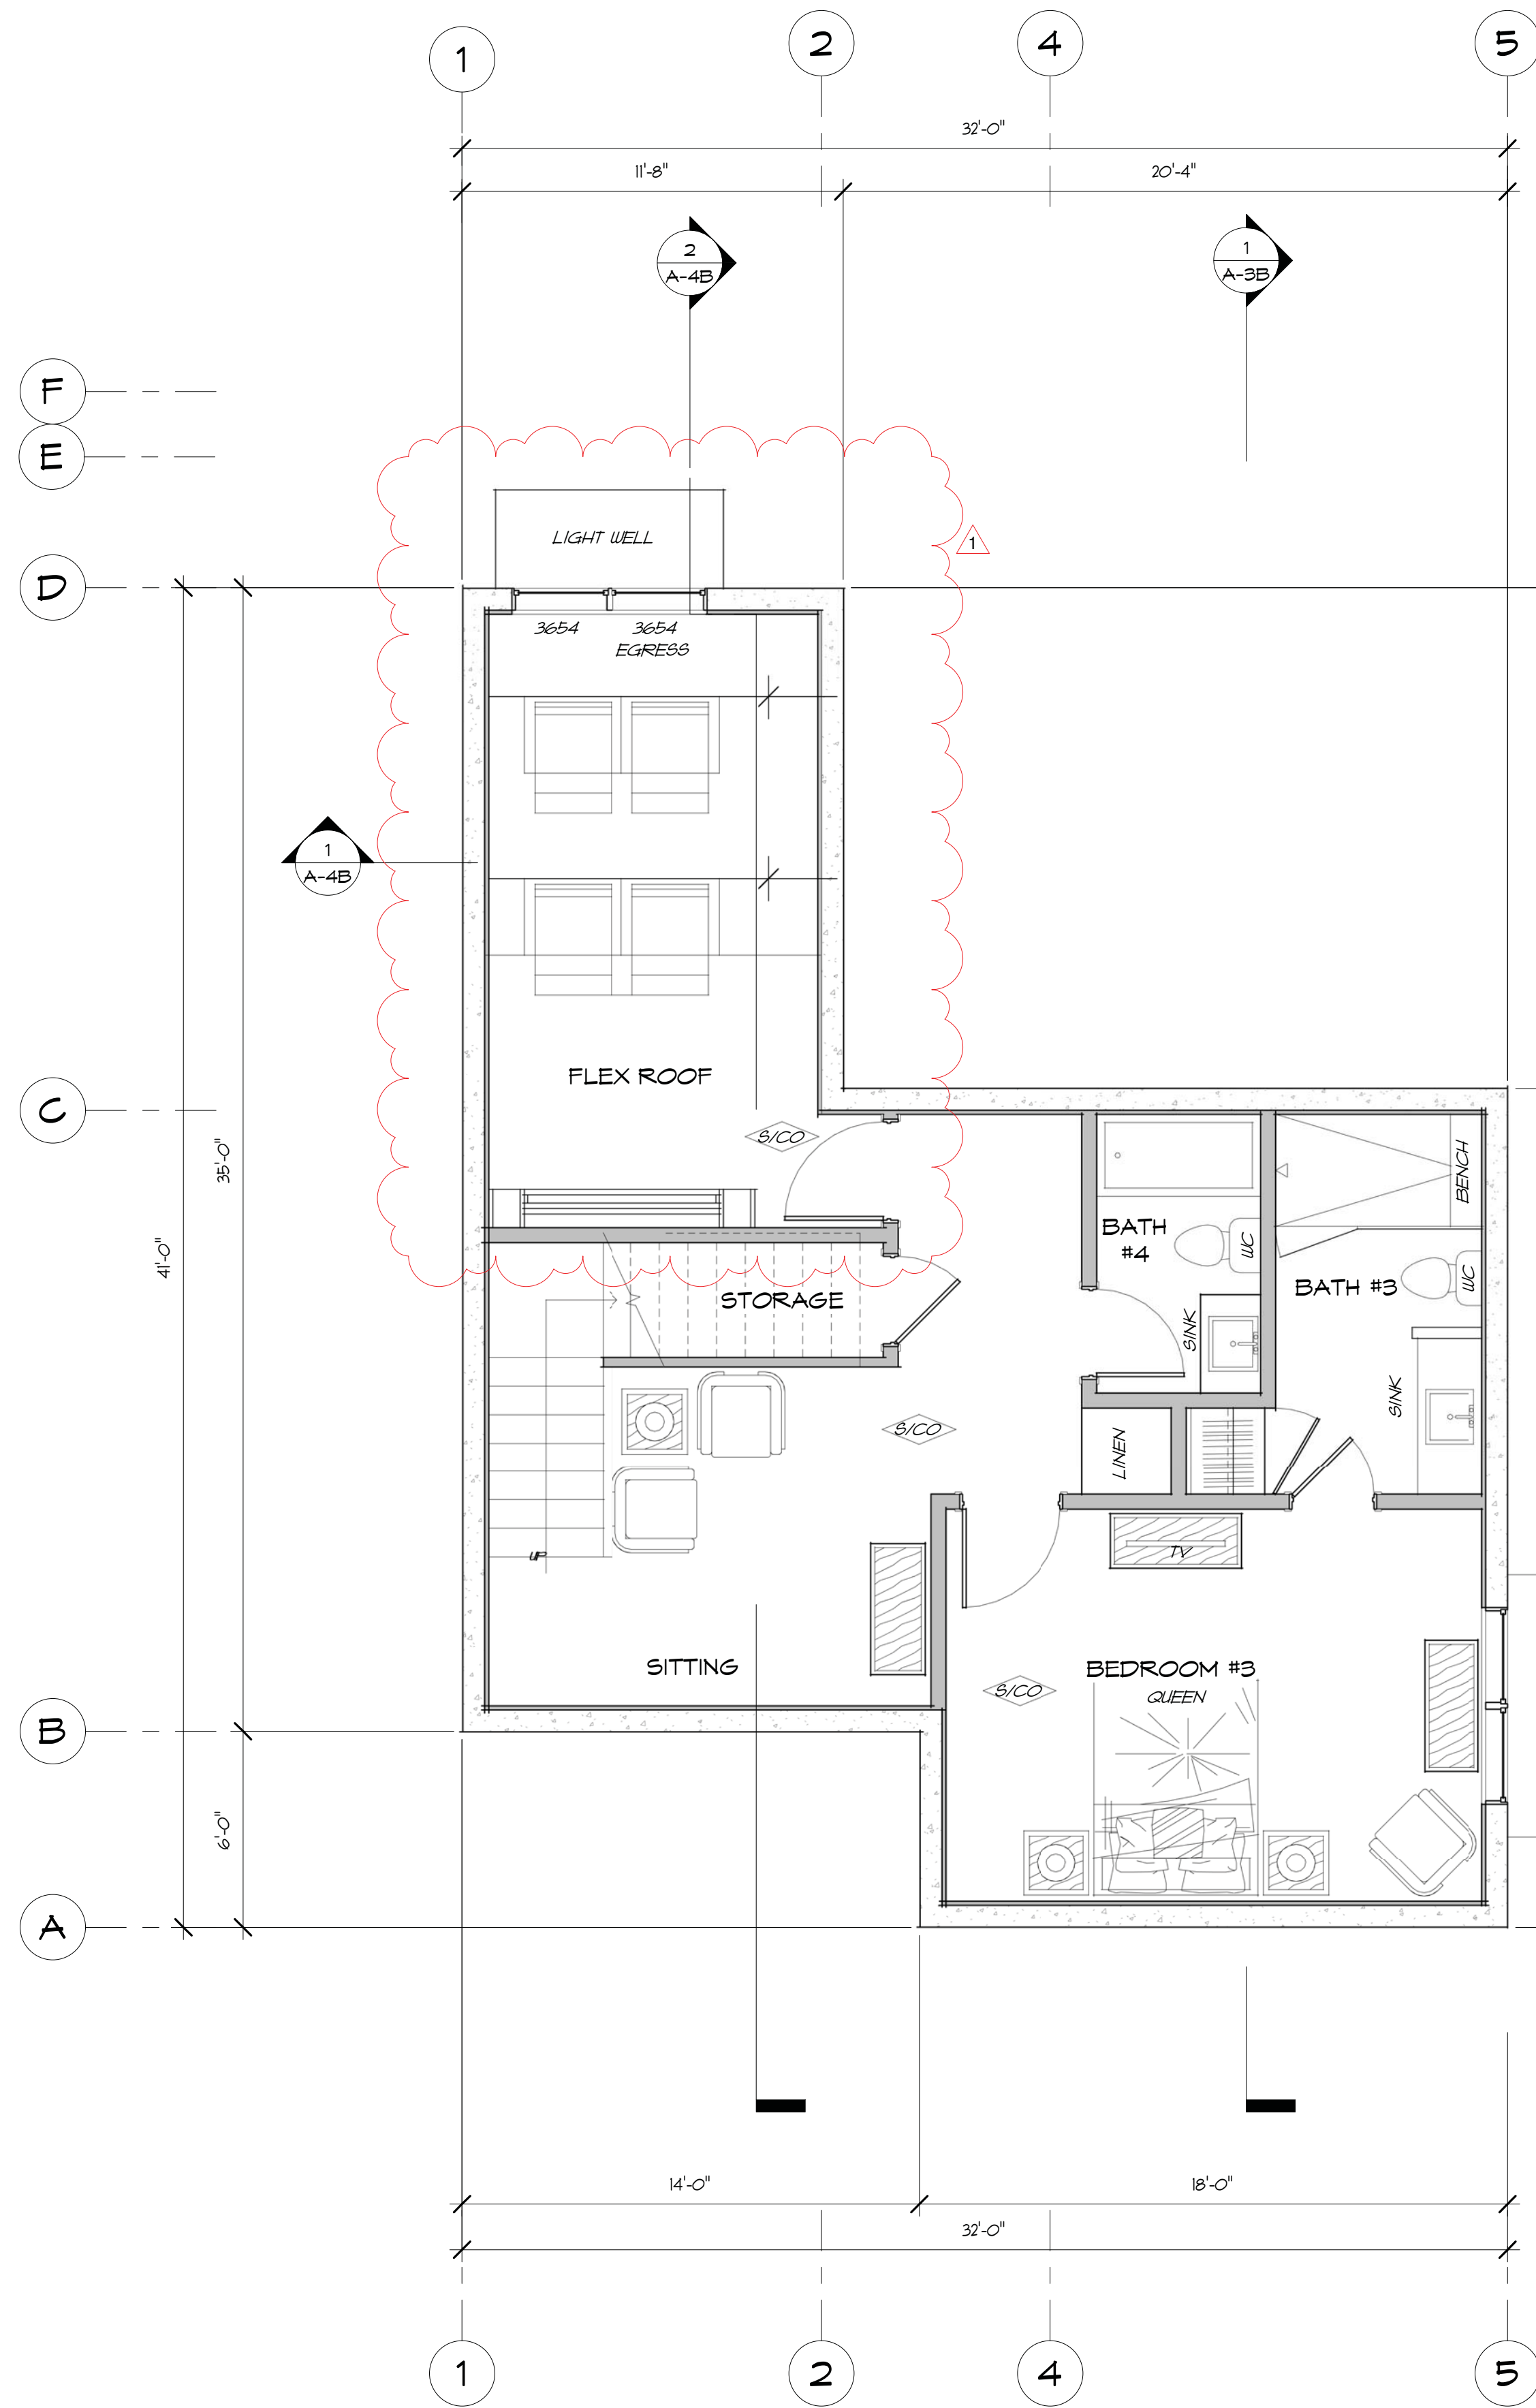 1
2
4
5
32'-0"
11'-8"
20'-4"
2
A-4B
1
A-3B
F
E
LIGHT WELL
1
D
3654
3654
EGRESS
1
A-4B
FLEX ROOF
C
S/CO
35'-0"
BENCH
BATH
#4
WC
41'-0"
BATH #3
WC
STORAGE
SINK
SINK
S/CO
LINEN
UP
TV
SITTING
BEDROOM #3
S/CO
QUEEN
B
6'-0"
A
14'-0"
18'-0"
32'-0"
1
2
4
5